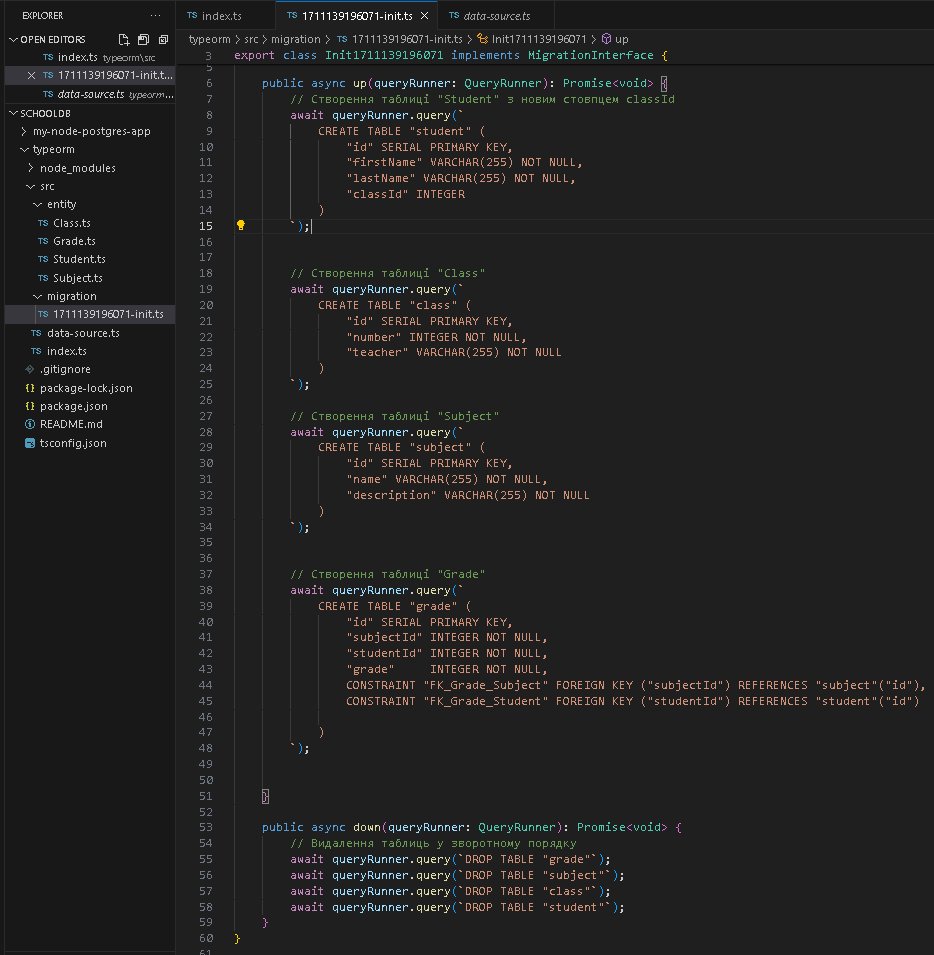 EXPLORER ···
OPEN EDITORS
TS index.ts typeorm\src
TS 1711139196071-init.t...
TS data-source.ts typeorm...
SCHOOLDB
my-node-postgres-app
typeorm
node_modules
src
entity
TS Class.ts
TS Grade.ts
TS Student.ts
TS Subject.ts
migration
TS 1711139196071-init.ts
TS data-source.ts
TS index.ts
.gitignore
{} package-lock.json
{} package.json
README.md
TS tsconfig.json
TS index.ts TS 1711139196071-init.ts TS data-source.ts
typeorm > src > migration > TS 1711139196071-init.ts > Init1711139196071 > up
3 export class Init1711139196071 implements MigrationInterface {
5
6 public async up(queryRunner: QueryRunner): Promise<void> {
7 // Створення таблиці "Student" з новим стовпцем classId
8 await queryRunner.query(`
9 CREATE TABLE "student" (
10 "id" SERIAL PRIMARY KEY,
11 "firstName" VARCHAR(255) NOT NULL,
12 "lastName" VARCHAR(255) NOT NULL,
13 "classId" INTEGER
14 )
15 `);
16
17
18 // Створення таблиці "Class"
19 await queryRunner.query(`
20 CREATE TABLE "class" (
21 "id" SERIAL PRIMARY KEY,
22 "number" INTEGER NOT NULL,
23 "teacher" VARCHAR(255) NOT NULL
24 )
25 `);
26
27 // Створення таблиці "Subject"
28 await queryRunner.query(`
29 CREATE TABLE "subject" (
30 "id" SERIAL PRIMARY KEY,
31 "name" VARCHAR(255) NOT NULL,
32 "description" VARCHAR(255) NOT NULL
33 )
34 `);
35
36
37 // Створення таблиці "Grade"
38 await queryRunner.query(`
39 CREATE TABLE "grade" (
40 "id" SERIAL PRIMARY KEY,
41 "subjectId" INTEGER NOT NULL,
42 "studentId" INTEGER NOT NULL,
43 "grade" INTEGER NOT NULL,
44 CONSTRAINT "FK_Grade_Subject" FOREIGN KEY ("subjectId") REFERENCES "subject"("id"),
45 CONSTRAINT "FK_Grade_Student" FOREIGN KEY ("studentId") REFERENCES "student"("id")
46
47 )
48 `);
49
50
51 }
52
53 public async down(queryRunner: QueryRunner): Promise<void> {
54 // Видалення таблиць у зворотному порядку
55 await queryRunner.query(`DROP TABLE "grade"`);
56 await queryRunner.query(`DROP TABLE "subject"`);
57 await queryRunner.query(`DROP TABLE "class"`);
58 await queryRunner.query(`DROP TABLE "student"`);
59 }
60 }
61